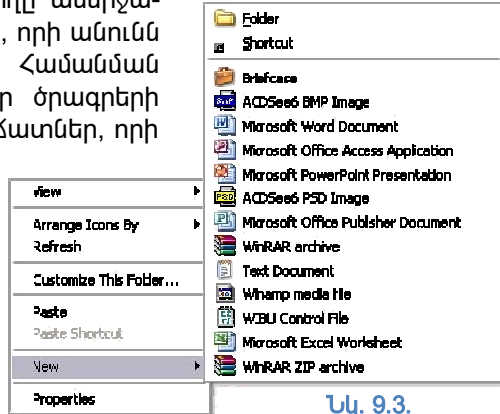 , որի անունն
Համանման
ր ծրագրերի
ճատներ, որի
View
Arrange Icons By
Refresh
Customize This Folder...
Paste
Paste Shortcut
New
Properties
Folder
Shortcut
Briefcase
ACDSee6 BMP Image
Microsoft Word Document
Microsoft Office Access Application
Microsoft PowerPoint Presentation
ACDSee6 PSD Image
Microsoft Office Publisher Document
WinRAR archive
Text Document
Winamp media file
WIBU Control File
Microsoft Excel Worksheet
WinRAR ZIP archive
Նկ. 9.3.